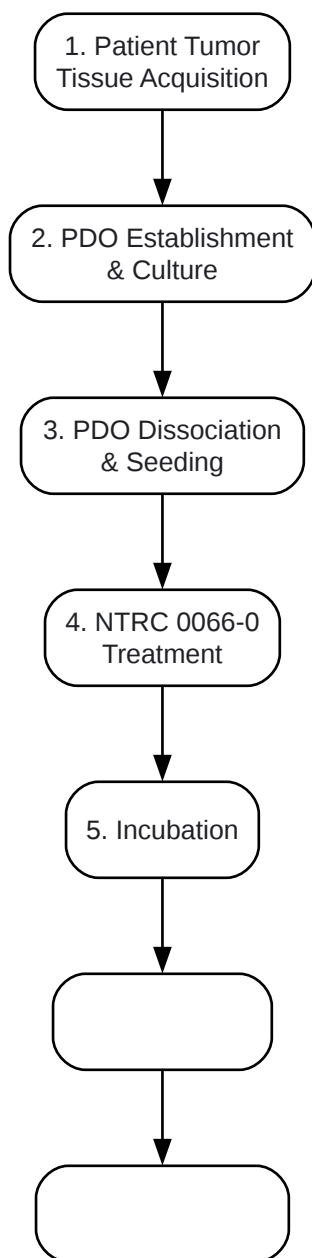 1. Patient Tumor
Tissue Acquisition
2. PDO Establishment
& Culture
3. PDO Dissociation
& Seeding
4. NTRC 0066-0
Treatment
5. Incubation